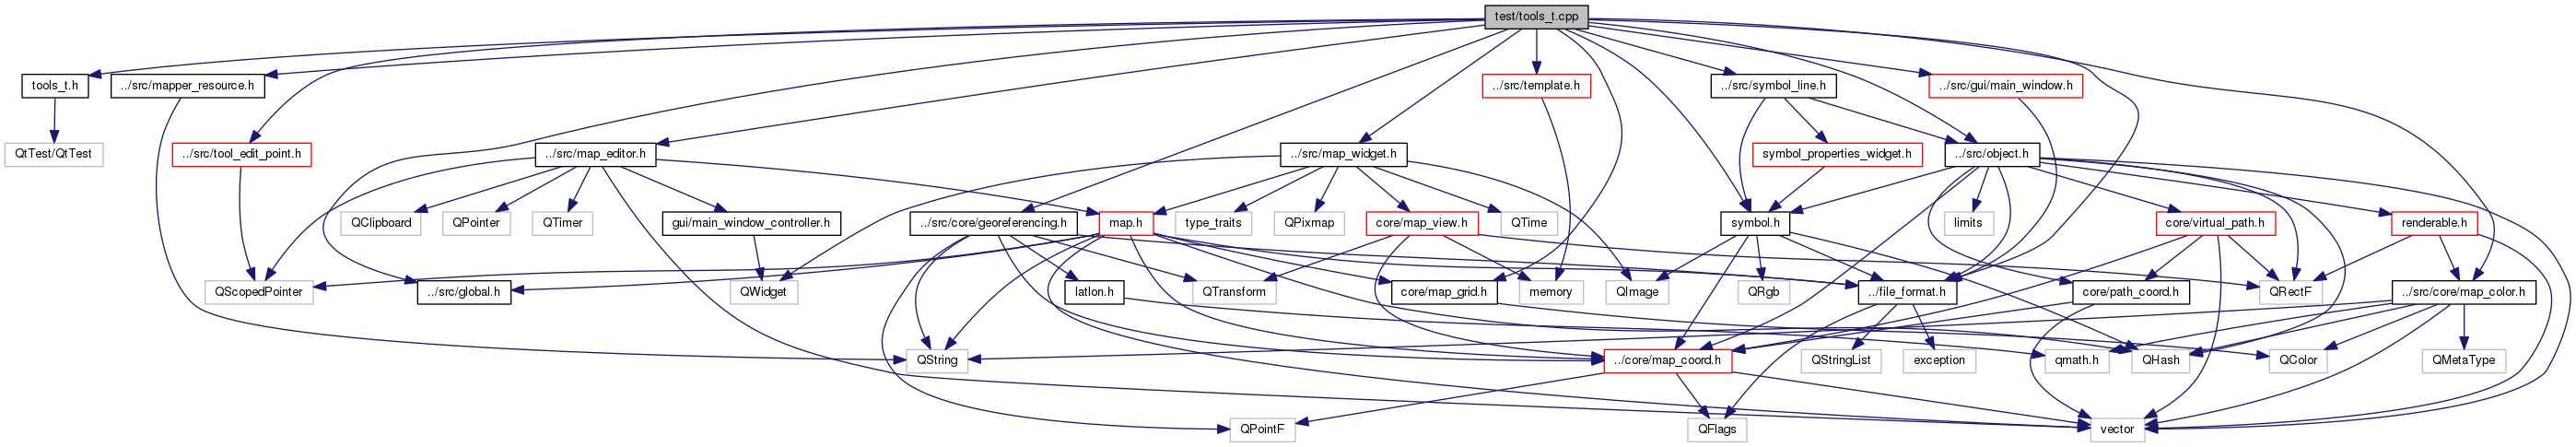 test/tools_t.cpp
tools_t.h
../src/mapper_resource.h
../src/template.h
../src/symbol_line.h
../src/gui/main_window.h
QtTest/QtTest
../src/tool_edit_point.h
../src/map_editor.h
../src/map_widget.h
symbol_properties_widget.h
../src/object.h
QClipboard
QPointer
QTimer
gui/main_window_controller.h
../src/core/georeferencing.h
map.h
type_traits
QPixmap
core/map_view.h
QTime
symbol.h
limits
core/virtual_path.h
renderable.h
QScopedPointer
../src/global.h
QWidget
latlon.h
QTransform
core/map_grid.h
memory
QImage
QRgb
../file_format.h
core/path_coord.h
QRectF
../src/core/map_color.h
QString
../core/map_coord.h
QStringList
exception
qmath.h
QHash
QColor
QMetaType
QPointF
QFlags
vector